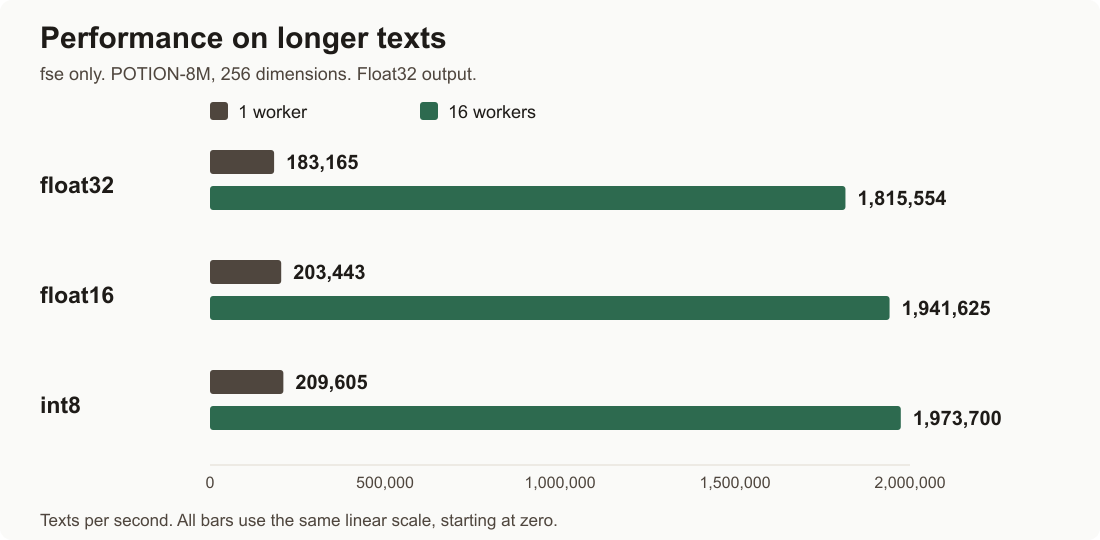 Performance on longer texts
fse only. POTION-8M, 256 dimensions. Float32 output.
1 worker 16 workers
183,165
float32
1,815,554
203,443
float16
1,941,625
209,605
int8
1,973,700
0 500,000 1,000,000 1,500,000 2,000,000
Texts per second. All bars use the same linear scale, starting at zero.